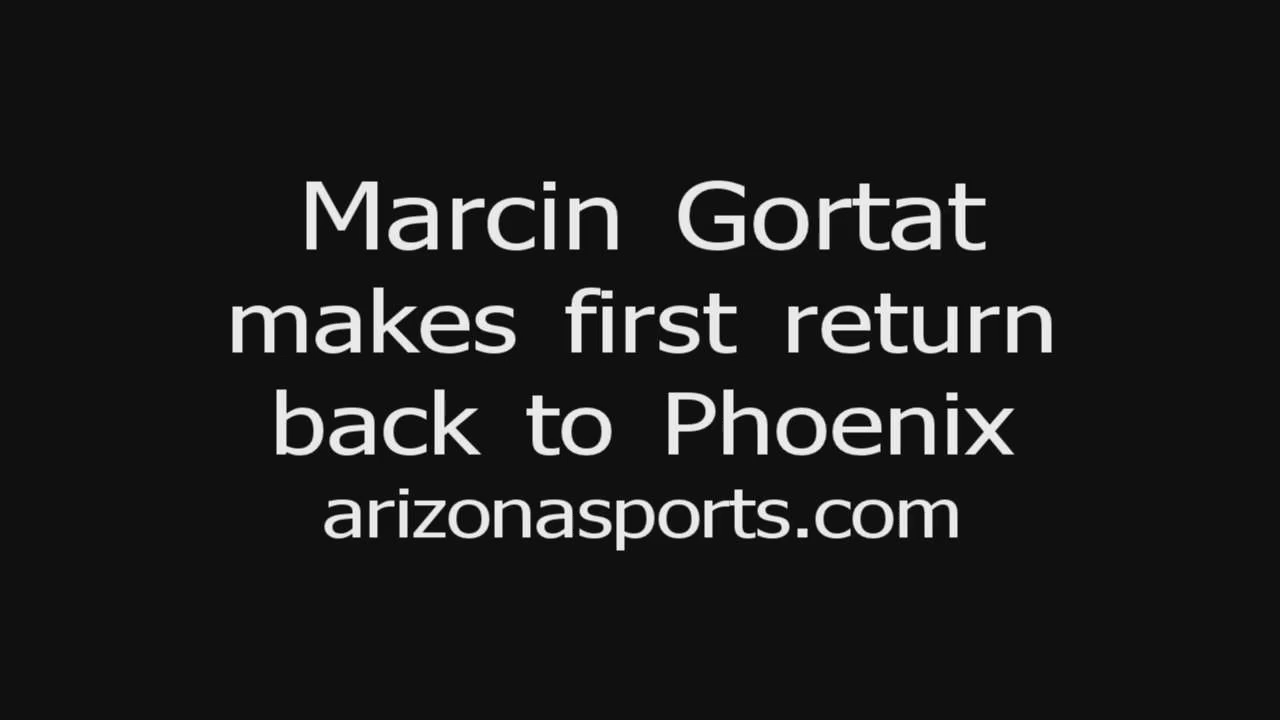 Marcin Gortat
makes first return
back to Phoenix
arizonasports.com